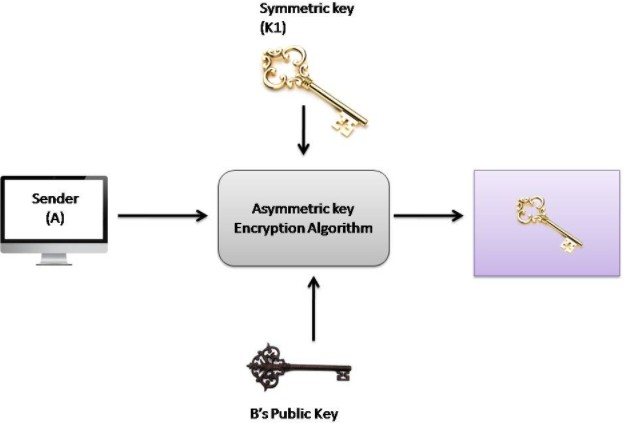 Symmetric key
(K1)
Sender
(A)
Asymmetric key
Encryption Algorithm
B's Public Key